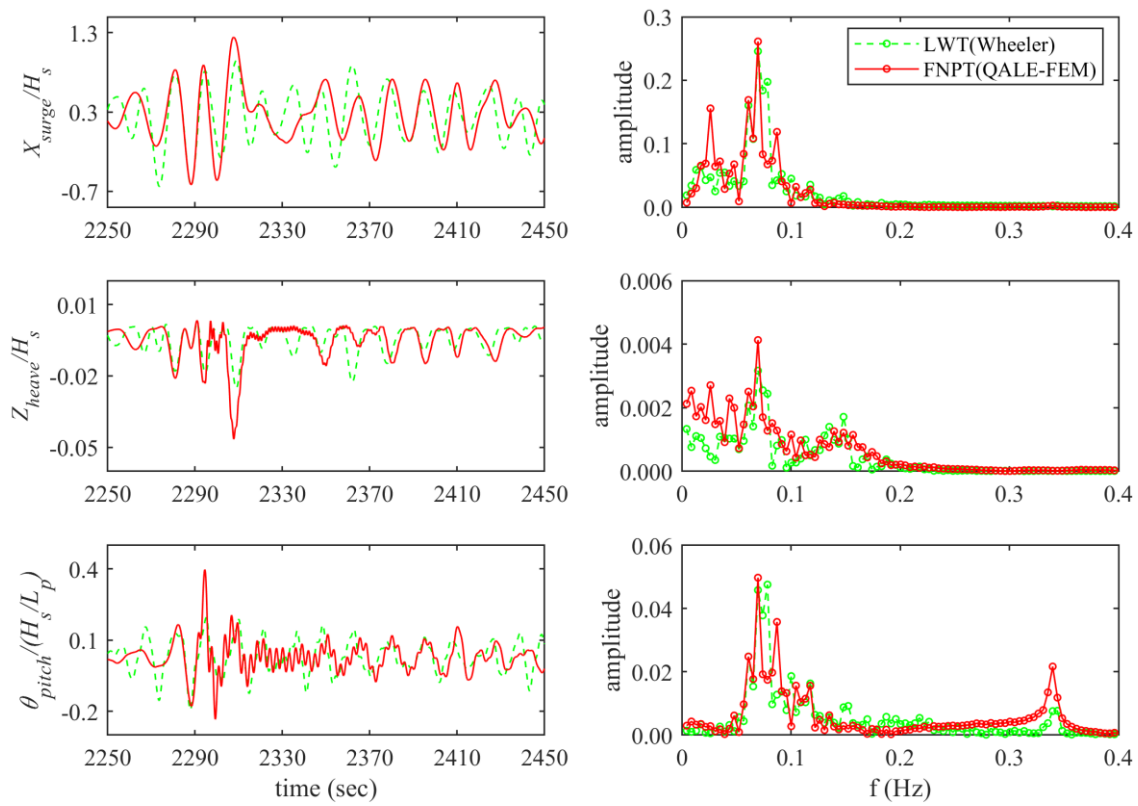 X_surge/H_s
1.3
0.3
-0.7
2250 2290 2330 2370 2410 2450
amplitude
0.3
0.2
0.1
0.0
0 0.1 0.2 0.3 0.4
LWT(Wheeler)
FNPT(QALE-FEM)
Z_heave/H_s
0.01
-0.02
-0.05
2250 2290 2330 2370 2410 2450
amplitude
0.006
0.004
0.002
0.000
0 0.1 0.2 0.3 0.4
θ_pitch/(H_s/L_p)
0.4
0.1
-0.2
2250 2290 2330 2370 2410 2450
time (sec)
amplitude
0.06
0.04
0.02
0.00
0 0.1 0.2 0.3 0.4
f (Hz)